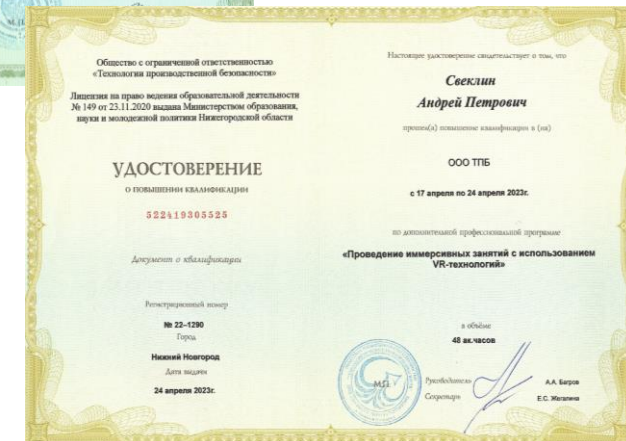 Общество с ограниченной ответственностью
«Технологии производственной безопасности»
Лицензия на право ведения образовательной деятельности
№ 149 от 23.11.2020 выдана Министерством образования,
науки и молодежной политики Нижегородской области
УДОСТОВЕРЕНИЕ
О ПОВЫШЕНИИ КВАЛИФИКАЦИИ
522419305525
Документ о квалификации
Регистрационный номер
№ 22–1290
Город
Нижний Новгород
Дата выдачи
24 апреля 2023г.
Настоящее удостоверение свидетельствует о том, что
Свеклин
Андрей Петрович
прошел(а) повышение квалификации в (на)
ООО ТПБ
с 17 апреля по 24 апреля 2023г.
по дополнительной профессиональной программе
«Проведение иммерсивных занятий с использованием
VR-технологий»
в объёме
48 ак.часов
М.П.
Руководитель
А.А. Багров
Секретарь
Е.С. Жегалина